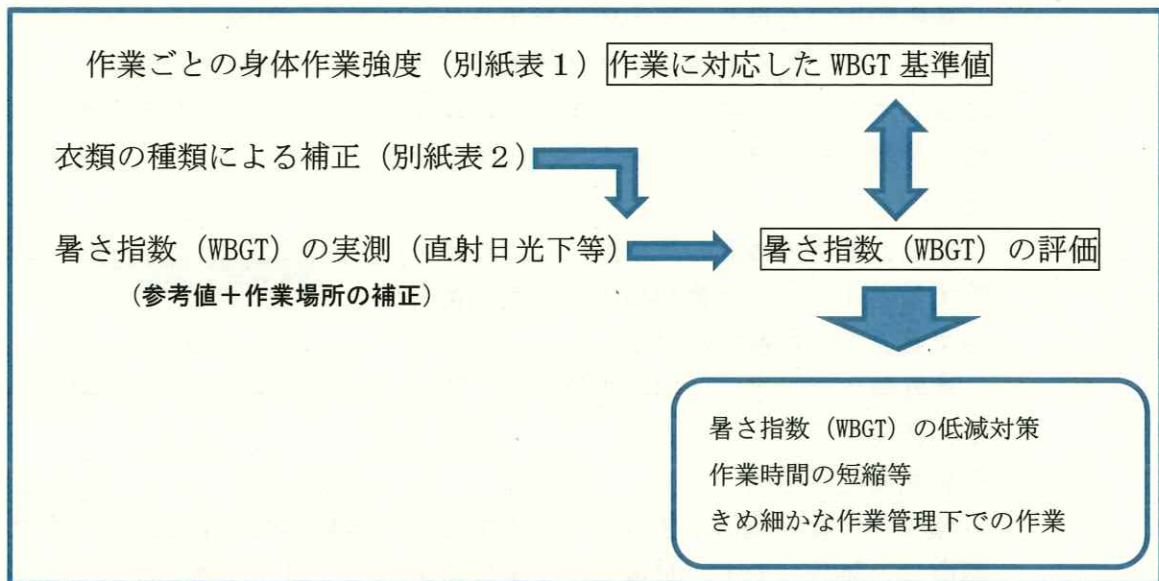 作業ごとの身体作業強度（別紙表１）作業に対応した WBGT 基準値
衣類の種類による補正（別紙表２）
暑さ指数（WBGT）の実測（直射日光下等）
暑さ指数（WBGT）の評価
（参考値＋作業場所の補正）
暑さ指数（WBGT）の低減対策
作業時間の短縮等
きめ細かな作業管理下での作業